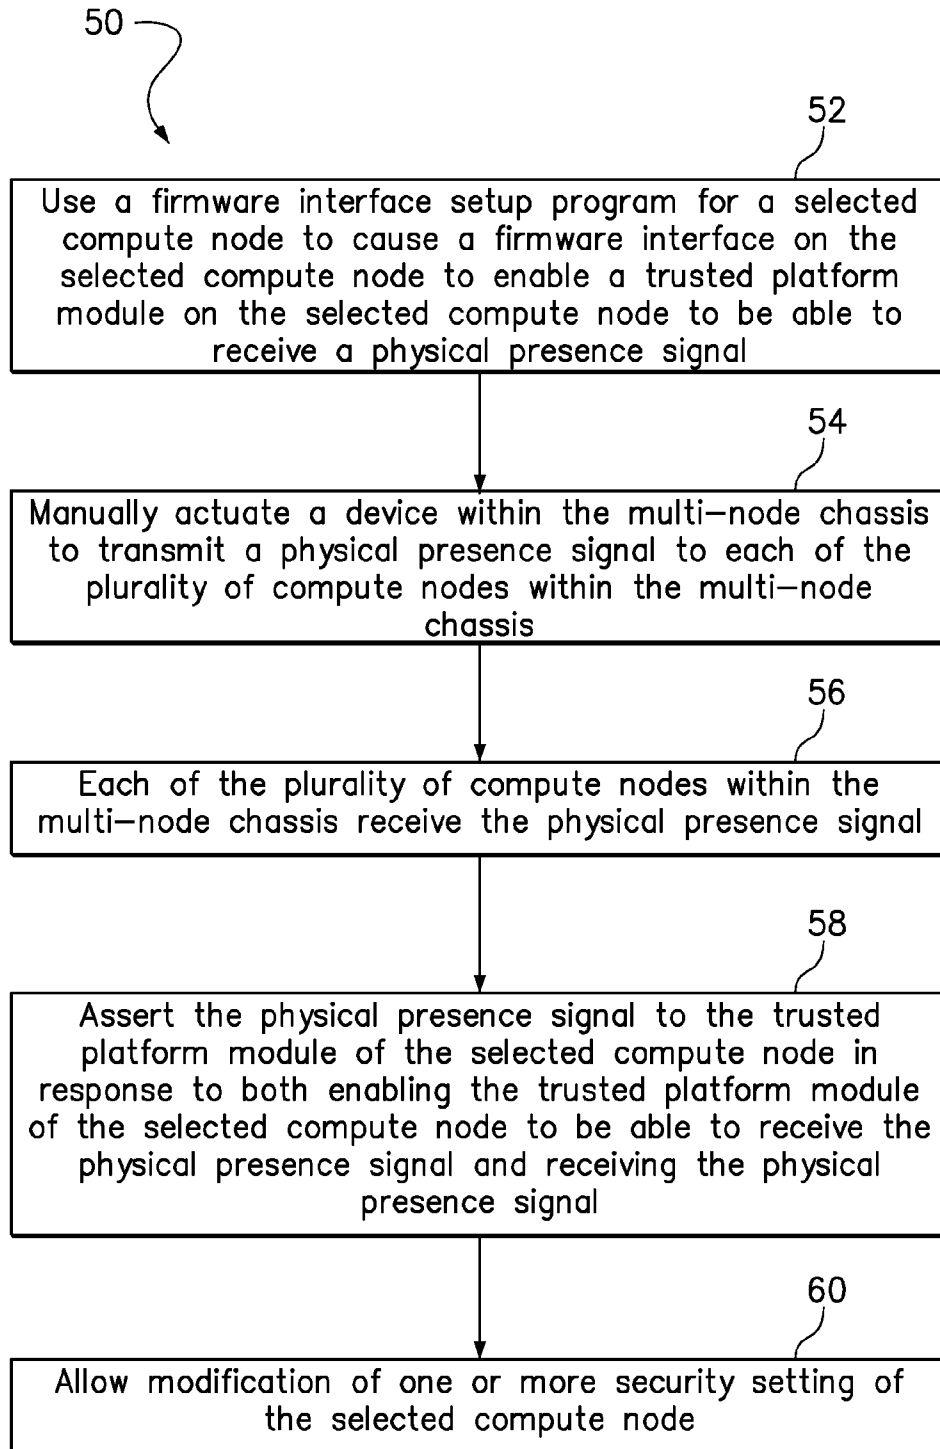 50
52
Use a firmware interface setup program for a selected
compute node to cause a firmware interface on the
selected compute node to enable a trusted platform
module on the selected compute node to be able to
receive a physical presence signal
54
Manually actuate a device within the multi-node chassis
to transmit a physical presence signal to each of the
plurality of compute nodes within the multi-node
chassis
56
Each of the plurality of compute nodes within the
multi-node chassis receive the physical presence signal
58
Assert the physical presence signal to the trusted
platform module of the selected compute node in
response to both enabling the trusted platform module
of the selected compute node to be able to receive the
physical presence signal and receiving the physical
presence signal
60
Allow modification of one or more security setting of
the selected compute node